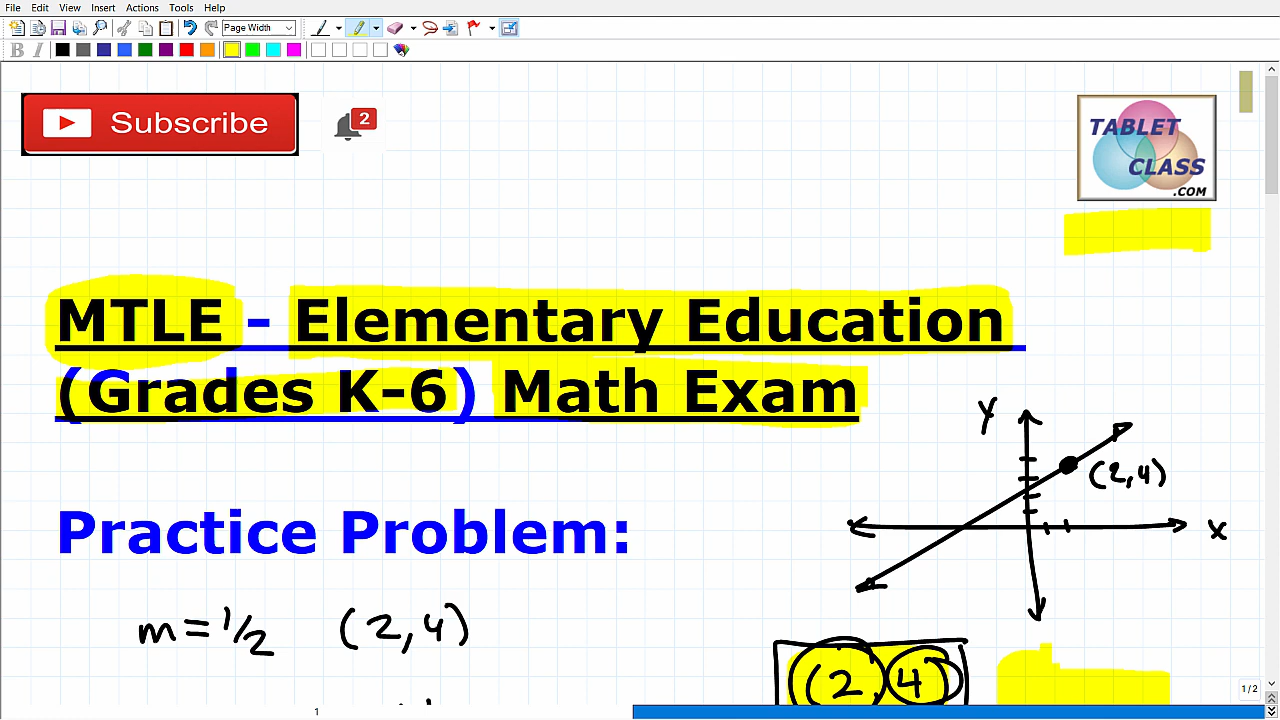 File Edit View Insert Actions Tools Help
Page Width
B I
Subscribe
2
TABLET
CLASS
.COM
MTLE - Elementary Education
(Grades K-6) Math Exam
y
(2,4)
x
Practice Problem:
m = 1/2 (2,4)
(2, 4)
1/2
1